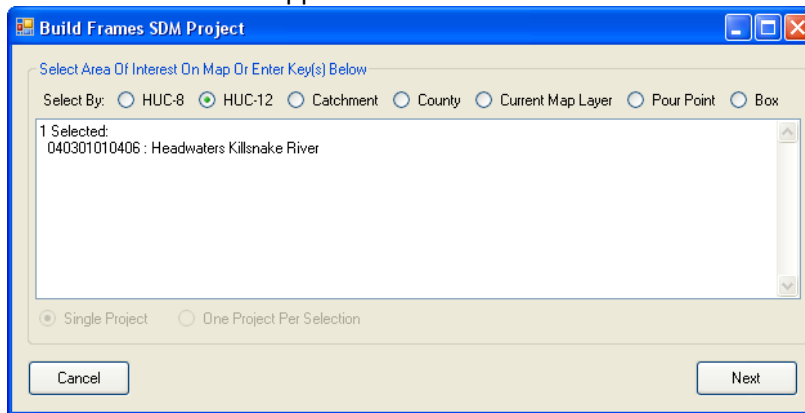 Build Frames SDM Project
Select Area Of Interest On Map Or Enter Key(s) Below
Select By: HUC-8 HUC-12 Catchment County Current Map Layer Pour Point Box
1 Selected:
040301010406 : Headwaters Killsnake River
Single Project One Project Per Selection
Cancel Next